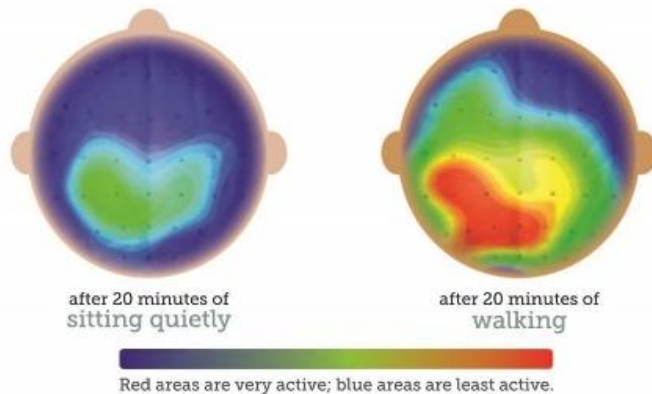 after 20 minutes of
sitting quietly
after 20 minutes of
walking
Red areas are very active; blue areas are least active.